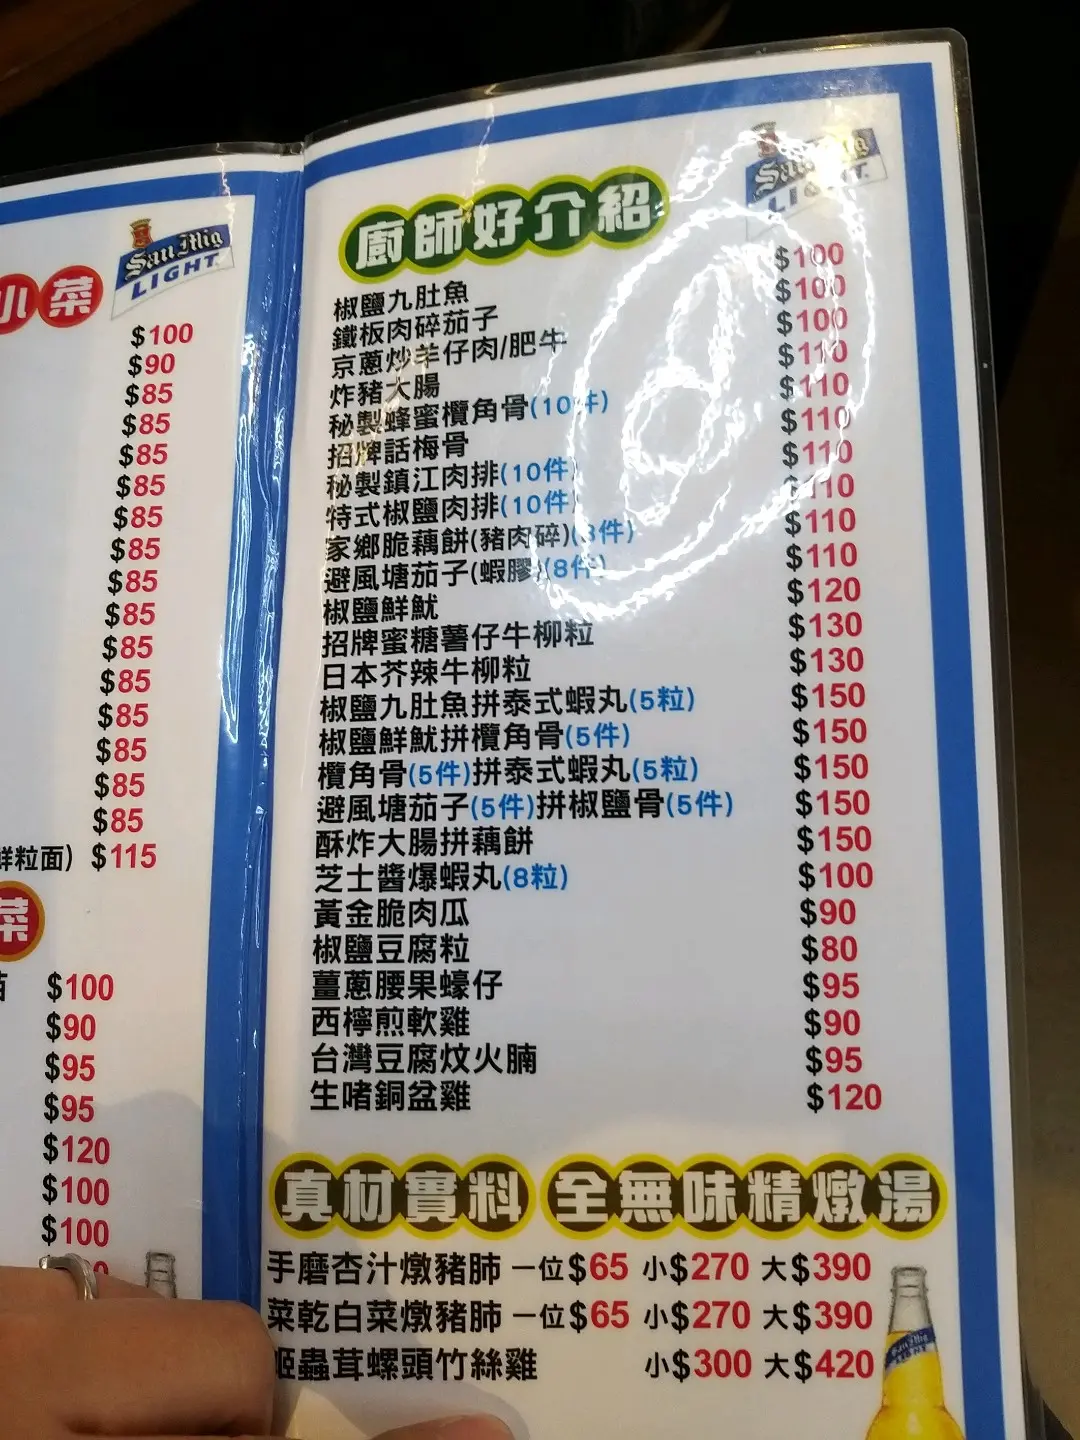 小菜
San Mig
LIGHT
$100
$90
$85
$85
$85
$85
$85
$85
$85
$85
$85
$85
$85
$85
$85
$85
粒面) $115
菜
$100
$90
$95
$95
$120
$100
$100
廚師好介紹
San Mig
LIGHT
椒鹽九肚魚 $100
鐵板肉碎茄子 $100
京蔥炒羊仔肉/肥牛 $100
炸豬大腸 $110
秘製蜂蜜欖角骨(10件) $110
招牌話梅骨 $110
秘製鎮江肉排(10件) $110
特式椒鹽肉排(10件) $110
家鄉脆藕餅(豬肉碎)(8件) $110
避風塘茄子(蝦膠)(8件) $110
椒鹽鮮魷 $120
招牌蜜糖薯仔牛柳粒 $130
日本芥辣牛柳粒 $130
椒鹽九肚魚拼泰式蝦丸(5粒) $150
椒鹽鮮魷拼欖角骨(5件) $150
欖角骨(5件)拼泰式蝦丸(5粒) $150
避風塘茄子(5件)拼椒鹽骨(5件) $150
酥炸大腸拼藕餅 $150
芝士醬爆蝦丸(8粒) $100
黃金脆肉瓜 $90
椒鹽豆腐粒 $80
薑蔥腰果蠔仔 $95
西檸煎軟雞 $90
台灣豆腐炆火腩 $95
生啫銅盆雞 $120
真材實料 全無味精燉湯
手磨杏汁燉豬肺 一位$65 小$270 大$390
菜乾白菜燉豬肺 一位$65 小$270 大$390
姬蟲茸螺頭竹絲雞 小$300 大$420
San Mig
LIGHT